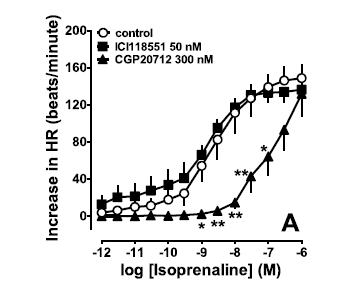 200
160
120
80
40
0
Increase in HR (beats/minute)
control
ICI118551 50 nM
CGP20712 300 nM
* ** ** ** *
A
-12 -11 -10 -9 -8 -7 -6
log [Isoprenaline] (M)